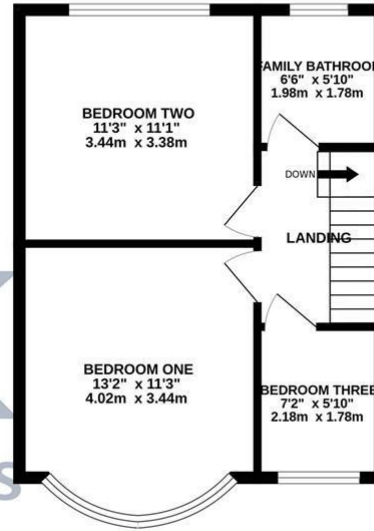 BEDROOM TWO
11'3" x 11'1"
3.44m x 3.38m
FAMILY BATHROOM
6'6" x 5'10"
1.98m x 1.78m
DOWN
LANDING
BEDROOM ONE
13'2" x 11'3"
4.02m x 3.44m
BEDROOM THREE
7'2" x 5'10"
2.18m x 1.78m